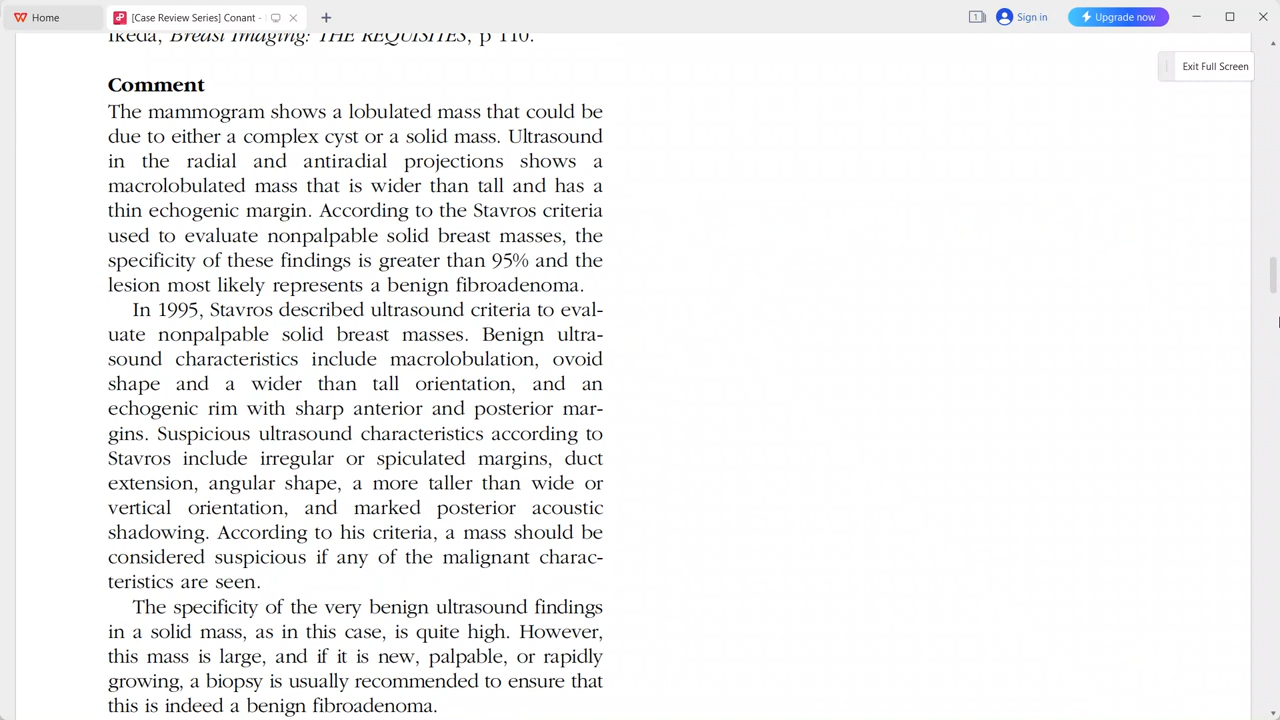 Home
[Case Review Series] Conant -
1
Sign in
Upgrade now
Exit Full Screen
Ikeda, Breast Imaging: THE REQUISITES, p 110.
Comment
The mammogram shows a lobulated mass that could be
due to either a complex cyst or a solid mass. Ultrasound
in the radial and antiradial projections shows a
macrolobulated mass that is wider than tall and has a
thin echogenic margin. According to the Stavros criteria
used to evaluate nonpalpable solid breast masses, the
specificity of these findings is greater than 95% and the
lesion most likely represents a benign fibroadenoma.
In 1995, Stavros described ultrasound criteria to eval-
uate nonpalpable solid breast masses. Benign ultra-
sound characteristics include macrolobulation, ovoid
shape and a wider than tall orientation, and an
echogenic rim with sharp anterior and posterior mar-
gins. Suspicious ultrasound characteristics according to
Stavros include irregular or spiculated margins, duct
extension, angular shape, a more taller than wide or
vertical orientation, and marked posterior acoustic
shadowing. According to his criteria, a mass should be
considered suspicious if any of the malignant charac-
teristics are seen.
The specificity of the very benign ultrasound findings
in a solid mass, as in this case, is quite high. However,
this mass is large, and if it is new, palpable, or rapidly
growing, a biopsy is usually recommended to ensure that
this is indeed a benign fibroadenoma.